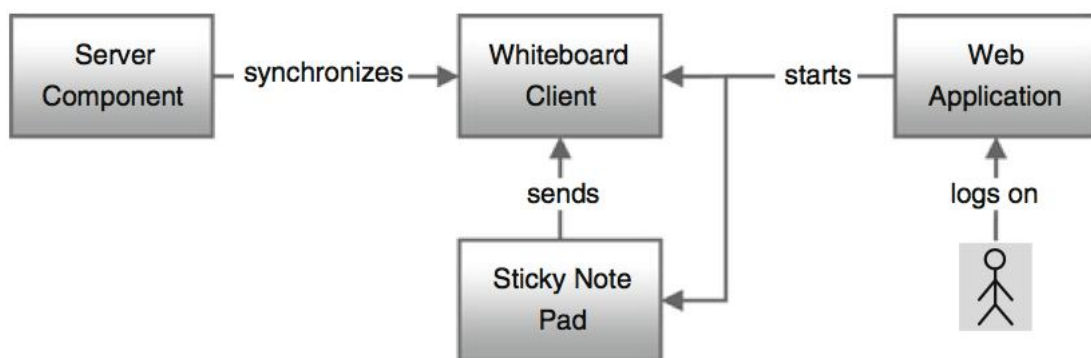 Server
Component
synchronizes
Whiteboard
Client
starts
Web
Application
sends
logs on
Sticky Note
Pad